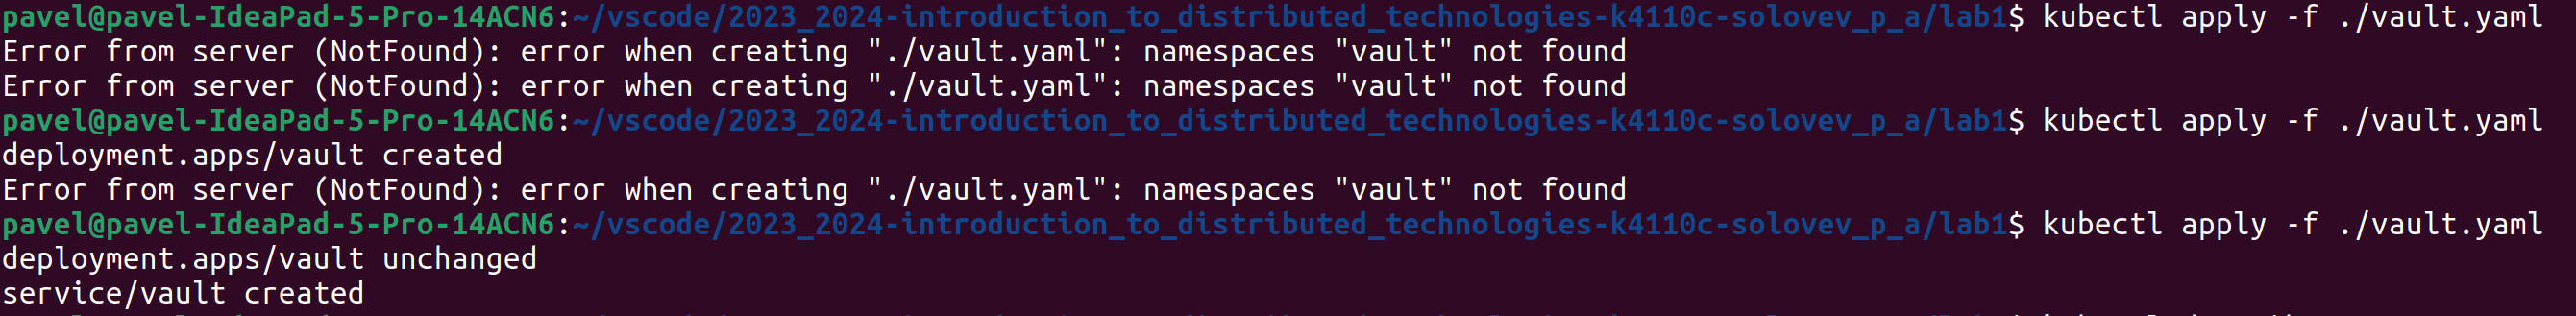 pavel@pavel-IdeaPad-5-Pro-14ACN6:~/vscode/2023_2024-introduction_to_distributed_technologies-k4110c-solovev_p_a/lab1$ kubectl apply -f ./vault.yaml
Error from server (NotFound): error when creating "./vault.yaml": namespaces "vault" not found
Error from server (NotFound): error when creating "./vault.yaml": namespaces "vault" not found
pavel@pavel-IdeaPad-5-Pro-14ACN6:~/vscode/2023_2024-introduction_to_distributed_technologies-k4110c-solovev_p_a/lab1$ kubectl apply -f ./vault.yaml
deployment.apps/vault created
Error from server (NotFound): error when creating "./vault.yaml": namespaces "vault" not found
pavel@pavel-IdeaPad-5-Pro-14ACN6:~/vscode/2023_2024-introduction_to_distributed_technologies-k4110c-solovev_p_a/lab1$ kubectl apply -f ./vault.yaml
deployment.apps/vault unchanged
service/vault created